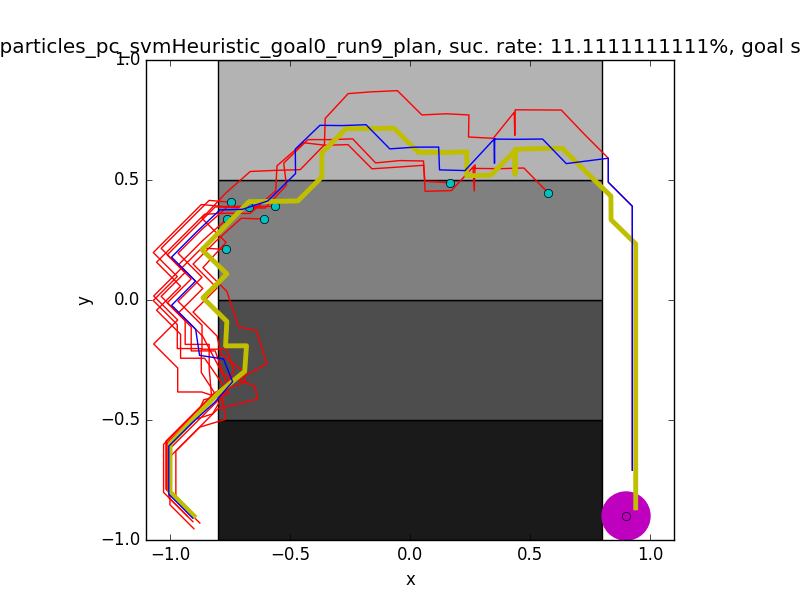 particles_pc_svmHeuristic_goal0_run9_plan, suc. rate: 11.1111111111%, goal s
1.0
0.5
0.0
−0.5
−1.0
y
−1.0 −0.5 0.0 0.5 1.0
x